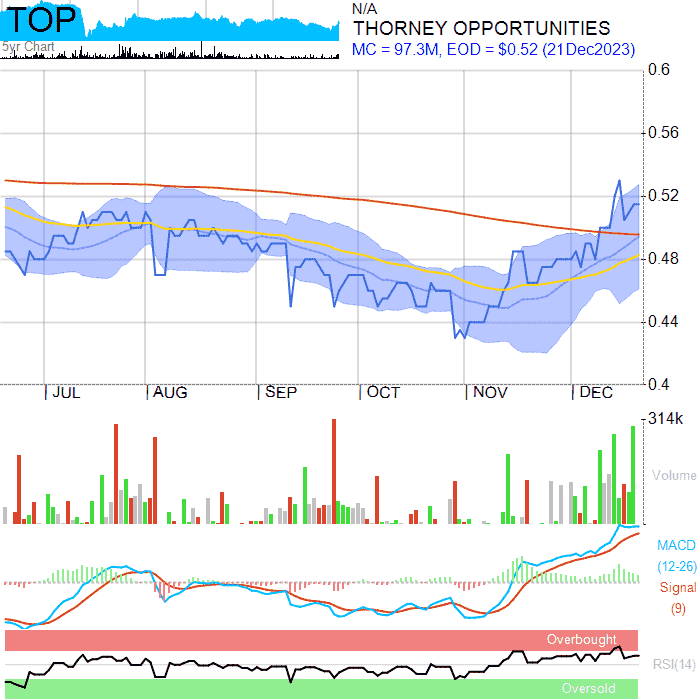 TOP
5yr Chart
N/A
THORNEY OPPORTUNITIES
MC = 97.3M, EOD = $0.52 (21Dec2023)
0.6
0.56
0.52
0.48
0.44
0.4
JUL AUG SEP OCT NOV DEC
314k
Volume
MACD
(12-26)
Signal
(9)
Overbought
RSI(14)
Oversold